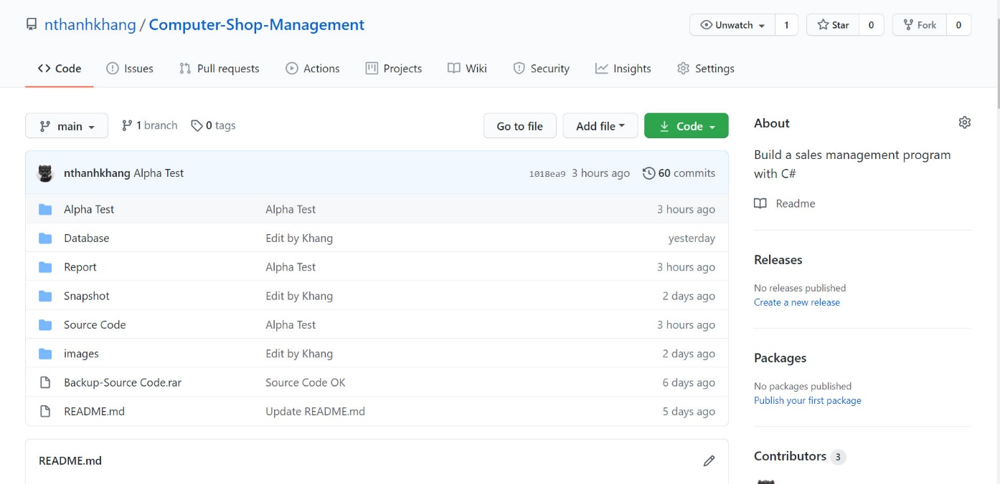 nthanhkhang / Computer-Shop-Management Unwatch 1 Star 0 Fork 0
Code Issues Pull requests Actions Projects Wiki Security Insights Settings
main 1 branch 0 tags Go to file Add file Code
nthanhkhang Alpha Test 1018ea9 3 hours ago 60 commits
Alpha Test Alpha Test 3 hours ago
Database Edit by Khang yesterday
Report Alpha Test 3 hours ago
Snapshot Edit by Khang 2 days ago
Source Code Alpha Test 3 hours ago
images Edit by Khang 2 days ago
Backup-Source Code.rar Source Code OK 6 days ago
README.md Update README.md 5 days ago
README.md
About
Build a sales management program
with C#
Readme
Releases
No releases published
Create a new release
Packages
No packages published
Publish your first package
Contributors 3